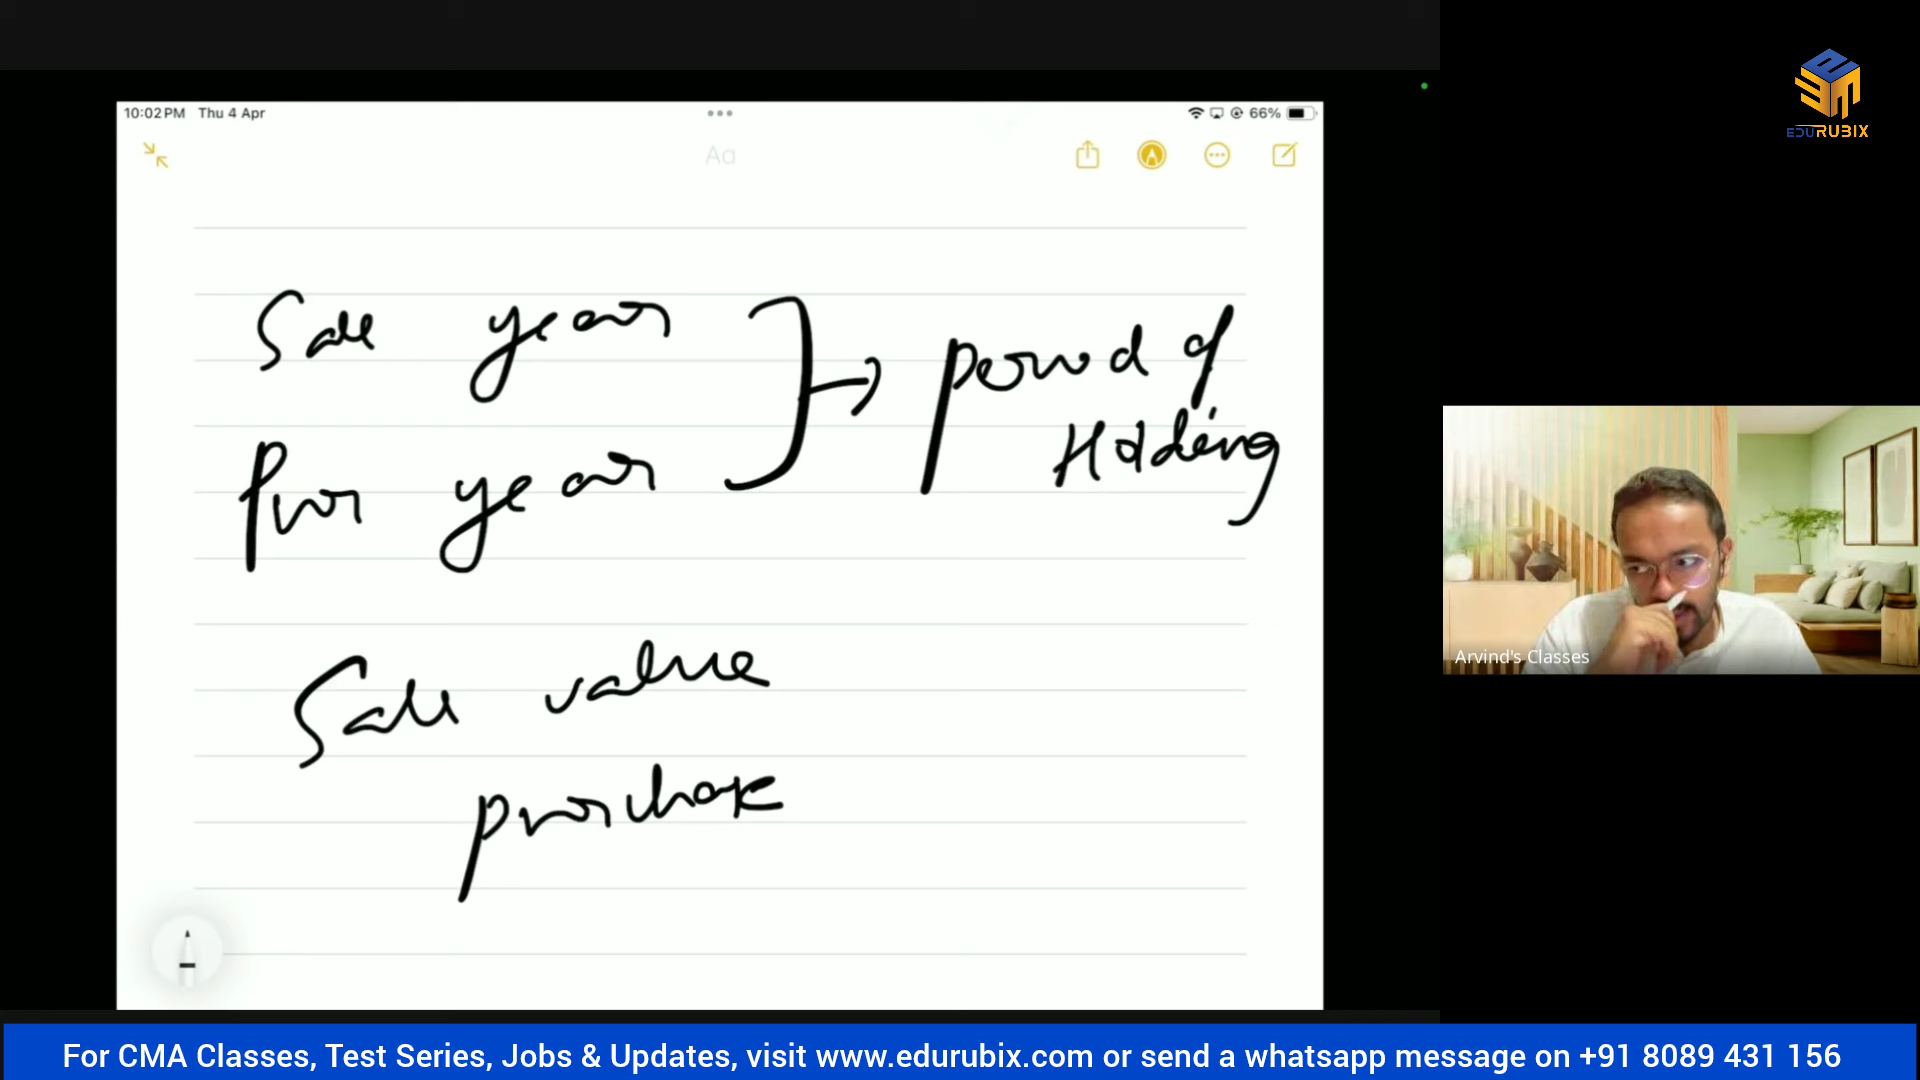 10:02 PM Thu 4 Apr
66%
Aa
EDURUBIX
Sale year
Pur year
Period of
Holding
Sale value
purchase
Arvind's Classes
For CMA Classes, Test Series, Jobs & Updates, visit www.edurubix.com or send a whatsapp message on +91 8089 431 156